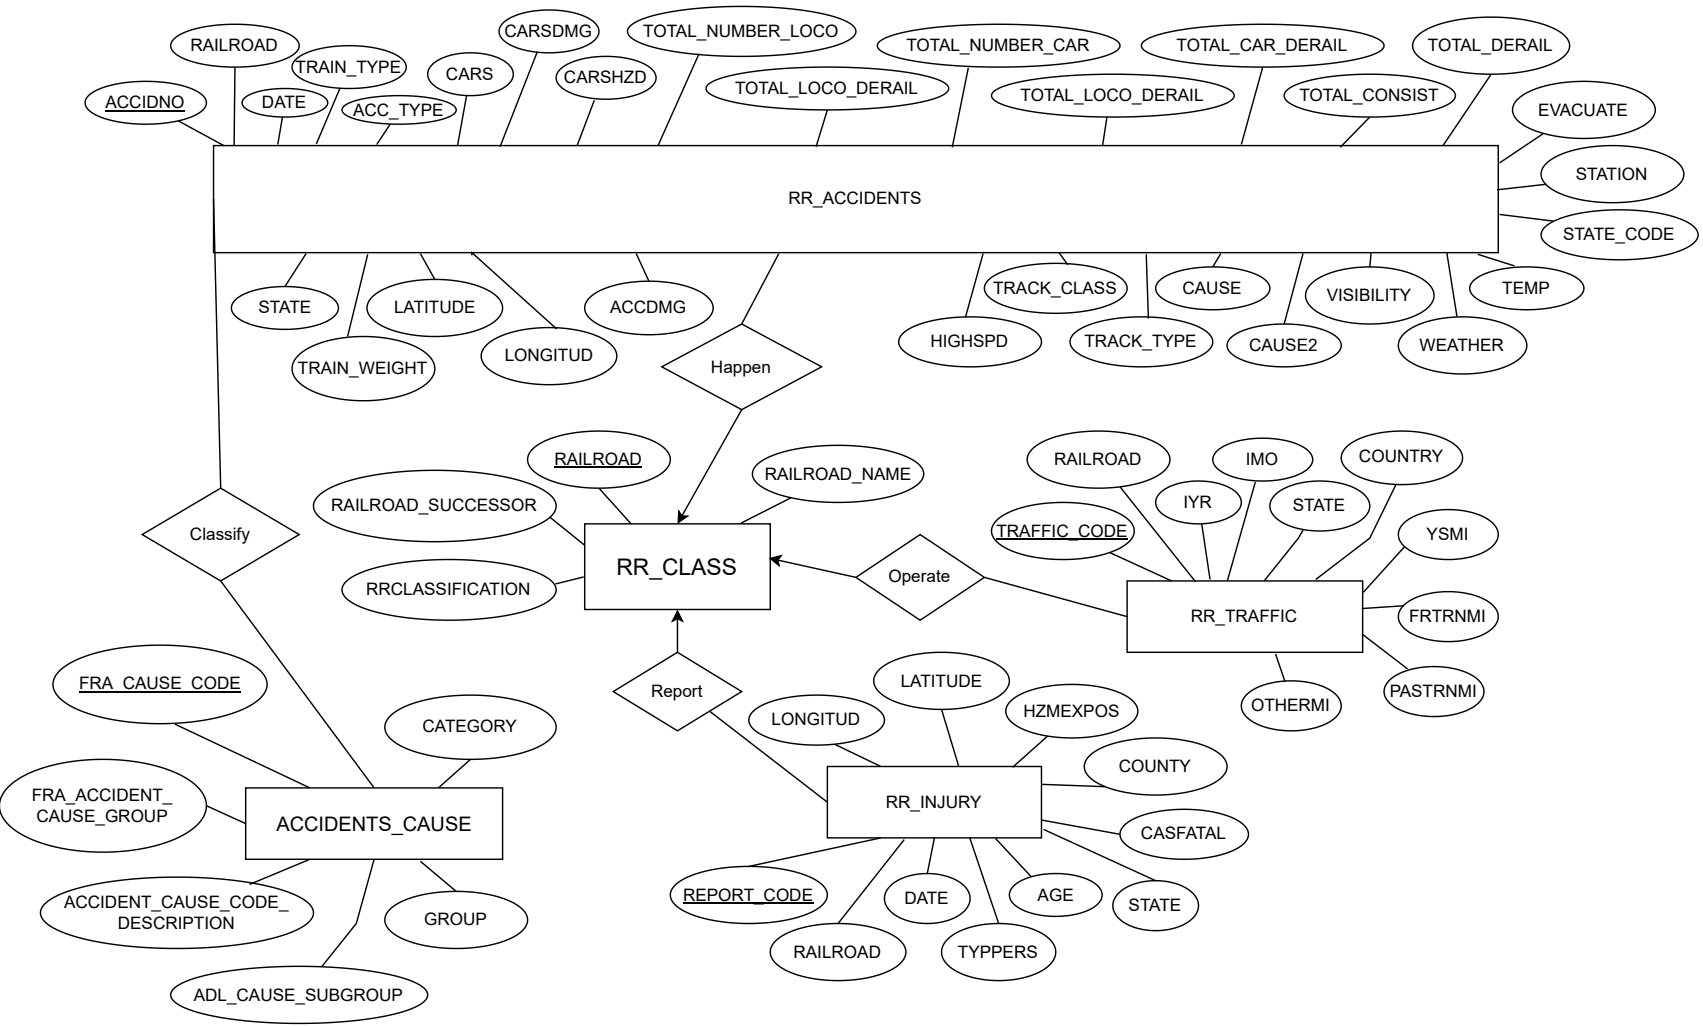 CARSDMG
TOTAL_NUMBER_LOCO
RAILROAD
TOTAL_NUMBER_CAR
TOTAL_CAR_DERAIL
TOTAL_DERAIL
TRAIN_TYPE
CARS
CARSHZD
TOTAL_LOCO_DERAIL
TOTAL_LOCO_DERAIL
TOTAL_CONSIST
ACCIDNO
DATE
ACC_TYPE
EVACUATE
STATION
RR_ACCIDENTS
STATE_CODE
STATE
LATITUDE
ACCDMG
TRACK_CLASS
CAUSE
VISIBILITY
TEMP
LONGITUD
TRAIN_WEIGHT
HIGHSPD
TRACK_TYPE
CAUSE2
WEATHER
Happen
RAILROAD
RAILROAD_NAME
RAILROAD
IMO
COUNTRY
RAILROAD_SUCCESSOR
IYR
STATE
TRAFFIC_CODE
YSMI
Classify
RR_CLASS
Operate
RRCLASSIFICATION
RR_TRAFFIC
FRTRNMI
FRA_CAUSE_CODE
Report
LATITUDE
PASTRNMI
OTHERMI
CATEGORY
LONGITUD
HZMEXPOS
COUNTY
FRA_ACCIDENT_
CAUSE_GROUP
ACCIDENTS_CAUSE
RR_INJURY
CASFATAL
ACCIDENT_CAUSE_CODE_
DESCRIPTION
GROUP
REPORT_CODE
DATE
AGE
STATE
RAILROAD
TYPPERS
ADL_CAUSE_SUBGROUP